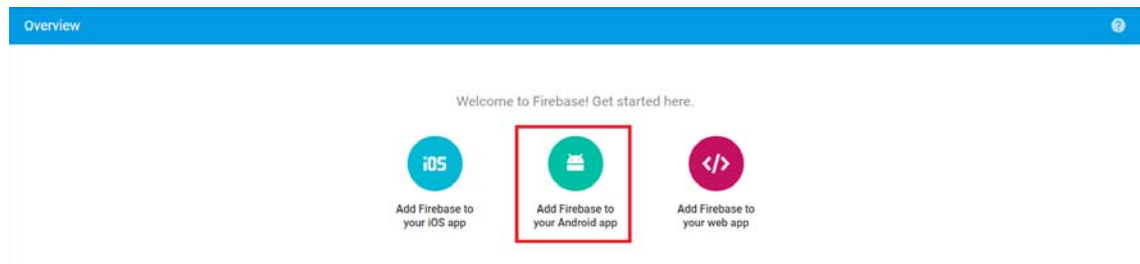 Overview
Welcome to Firebase! Get started here.
iOS
</>
Add Firebase to
your iOS app
Add Firebase to
your Android app
Add Firebase to
your web app